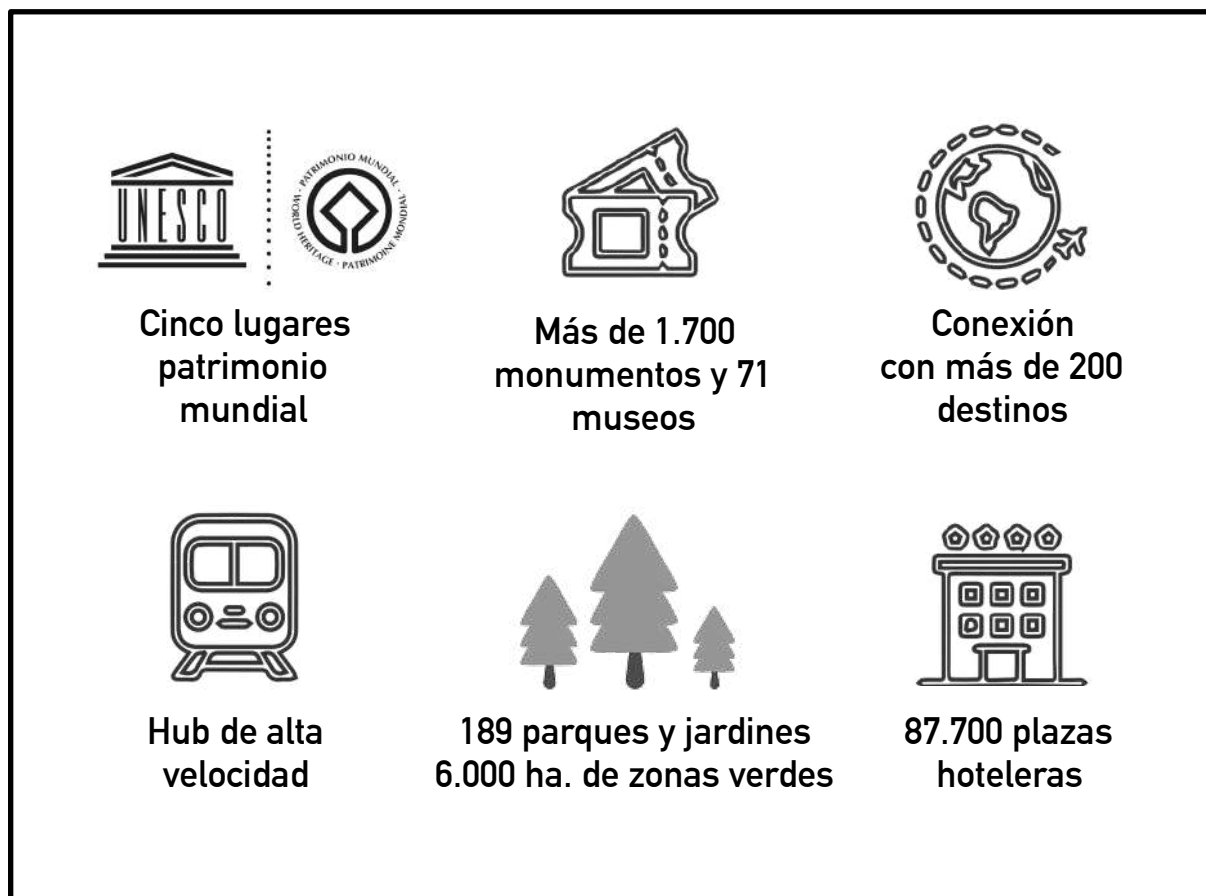 UNESCO
PATRIMONIO MUNDIAL · WORLD HERITAGE · PATRIMOINE MONDIAL ·
Cinco lugares
patrimonio
mundial
Más de 1.700
monumentos y 71
museos
Conexión
con más de 200
destinos
Hub de alta
velocidad
189 parques y jardines
6.000 ha. de zonas verdes
87.700 plazas
hoteleras